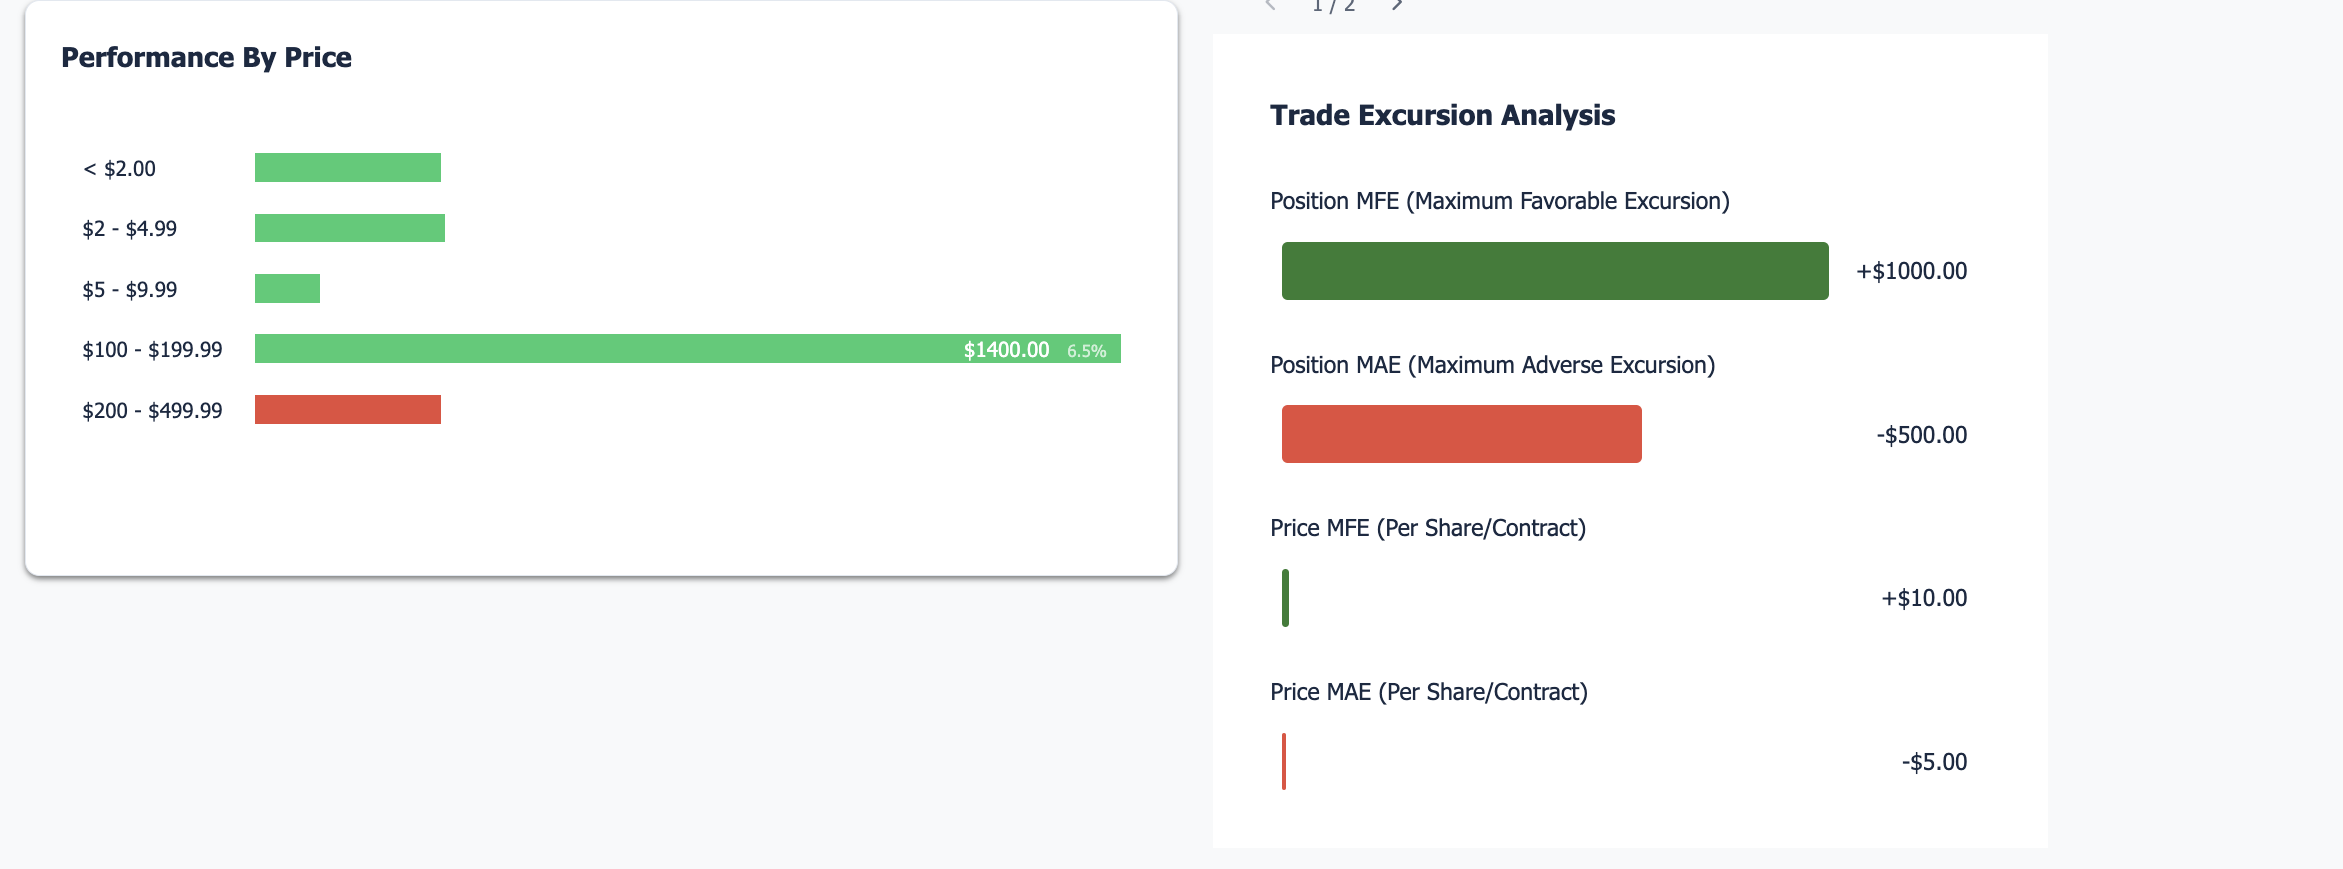 Performance By Price
< $2.00
$2 - $4.99
$5 - $9.99
$100 - $199.99
$1400.00 6.5%
$200 - $499.99
1 / 2
Trade Excursion Analysis
Position MFE (Maximum Favorable Excursion)
+$1000.00
Position MAE (Maximum Adverse Excursion)
-$500.00
Price MFE (Per Share/Contract)
+$10.00
Price MAE (Per Share/Contract)
-$5.00